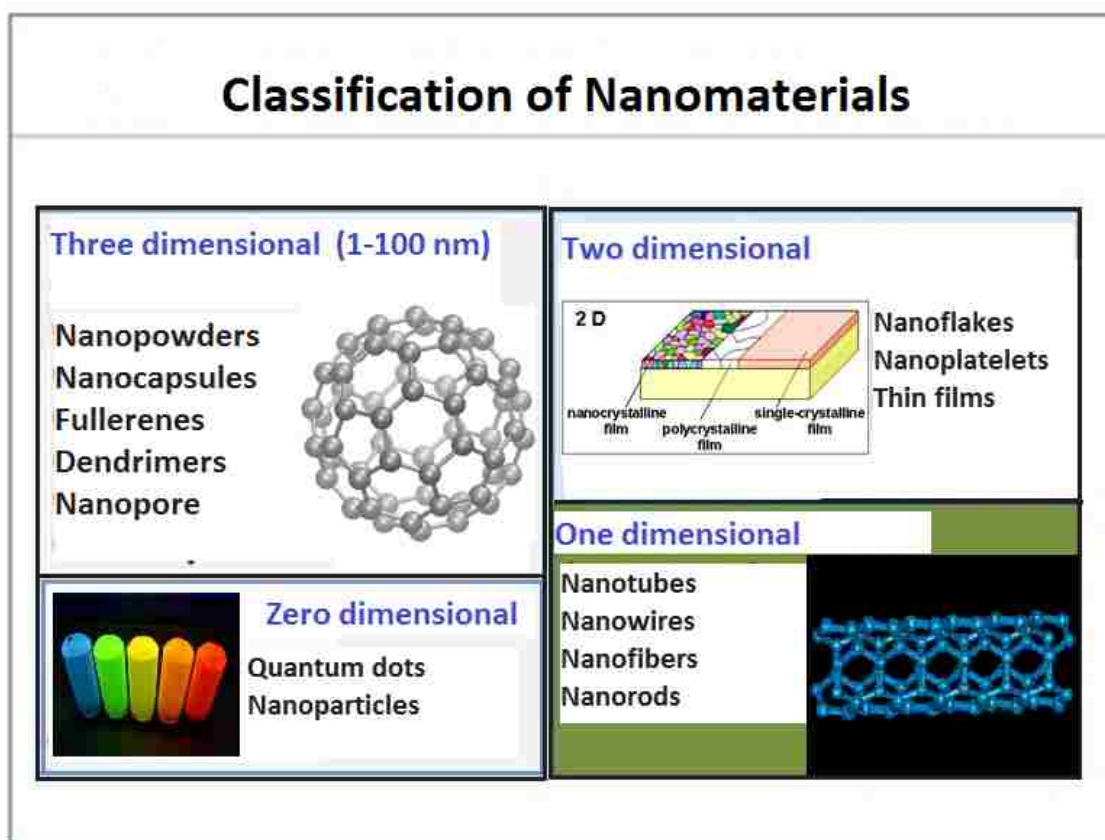 Classification of Nanomaterials
Three dimensional (1-100 nm)
Nanopowders
Nanocapsules
Fullerenes
Dendrimers
Nanopore
Two dimensional
2 D
nanocrystalline
film
polycrystalline
film
single-crystalline
film
Nanoflakes
Nanoplatelets
Thin films
Zero dimensional
Quantum dots
Nanoparticles
One dimensional
Nanotubes
Nanowires
Nanofibers
Nanorods